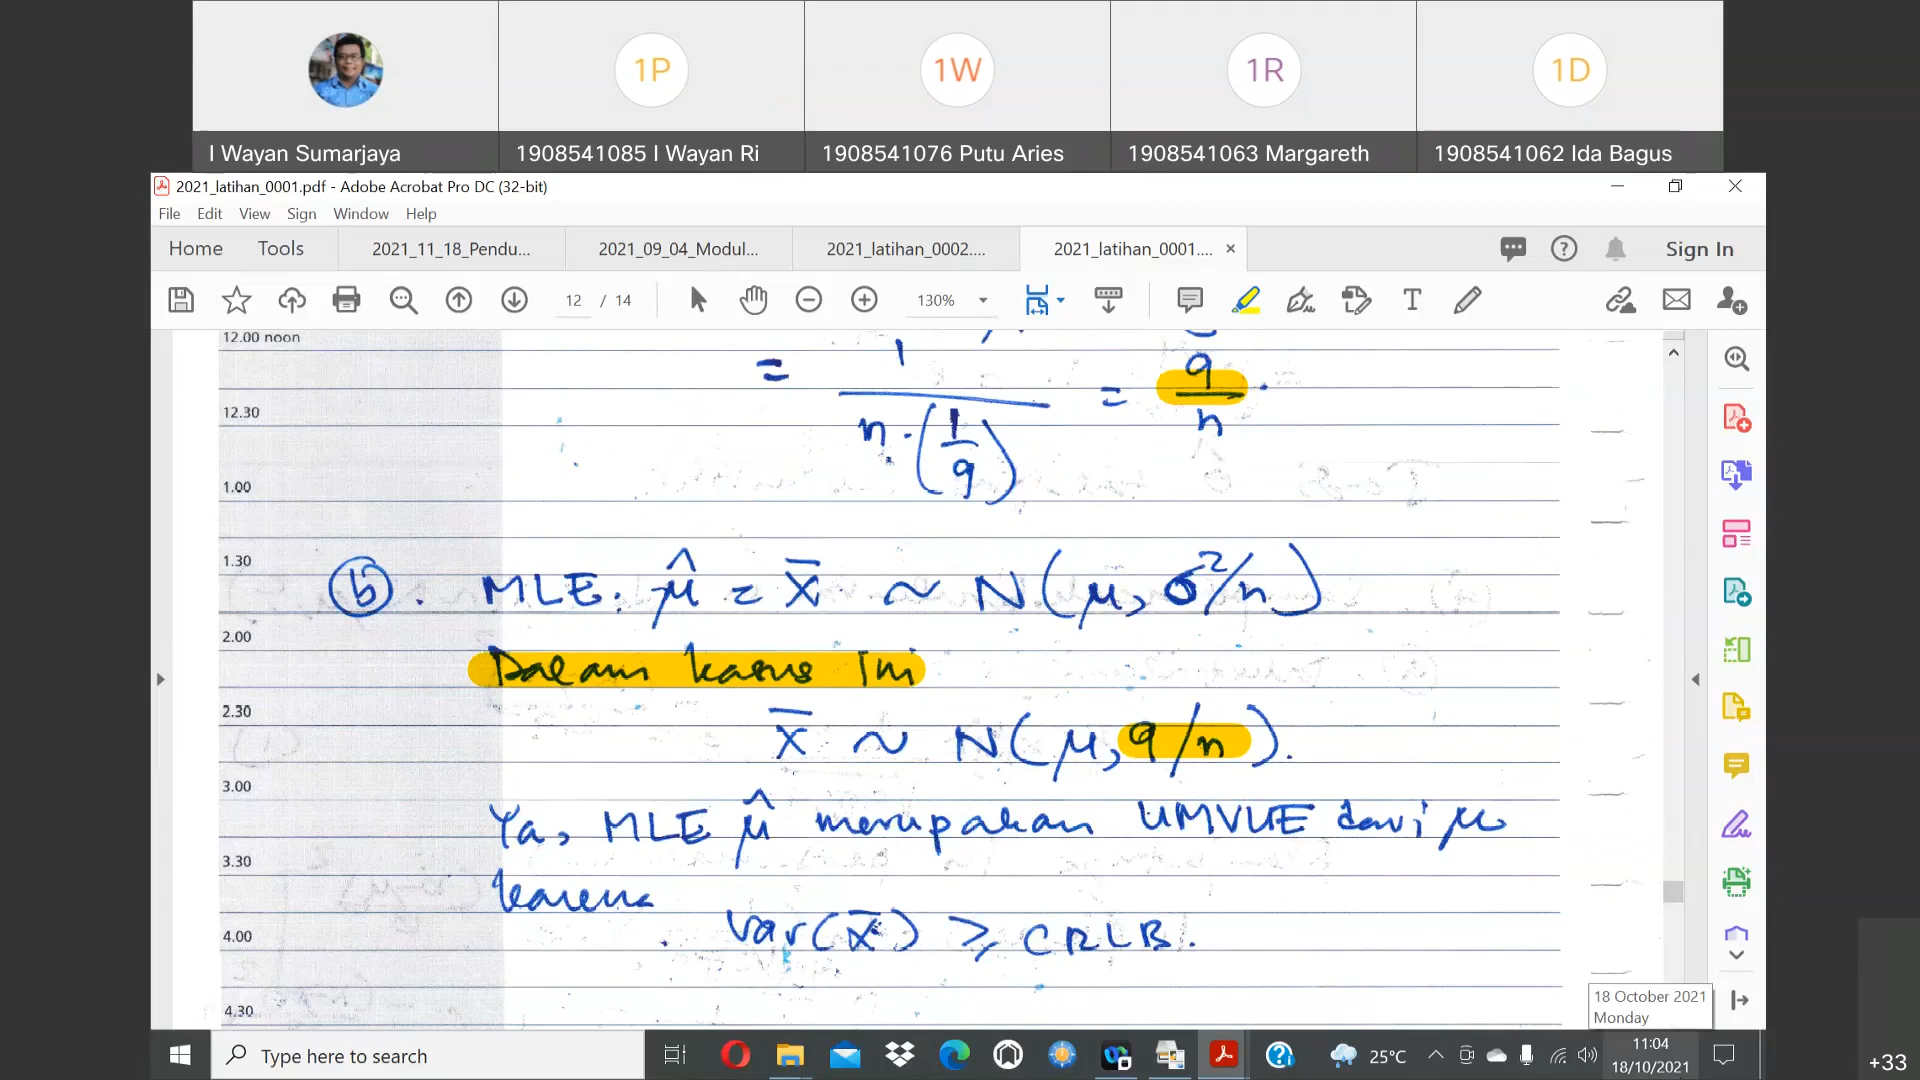 1P
1W
1R
1D
I Wayan Sumarjaya
1908541085 I Wayan Ri
1908541076 Putu Aries
1908541063 Margareth
1908541062 Ida Bagus
2021_latihan_0001.pdf - Adobe Acrobat Pro DC (32-bit)
File Edit View Sign Window Help
Home Tools 2021_11_18_Pendu... 2021_09_04_Modul... 2021_latihan_0002.... 2021_latihan_0001.... × Sign In
12 / 14 130%
12.00 noon
= 1 / n · (1/9) = 9/n .
12.30
1.00
1.30
ⓑ. MLE: μ̂ = X̄ ~ N(μ, σ²/n)
2.00
Dalam kasus ini
2.30
X̄ ~ N(μ, 9/n).
3.00
Ya, MLE μ̂ merupakan UMVUE dari μ
3.30
karena
4.00
var(X̄) ⩾ CRLB.
4.30
18 October 2021
Monday
Type here to search
25°C
11:04
18/10/2021
+33